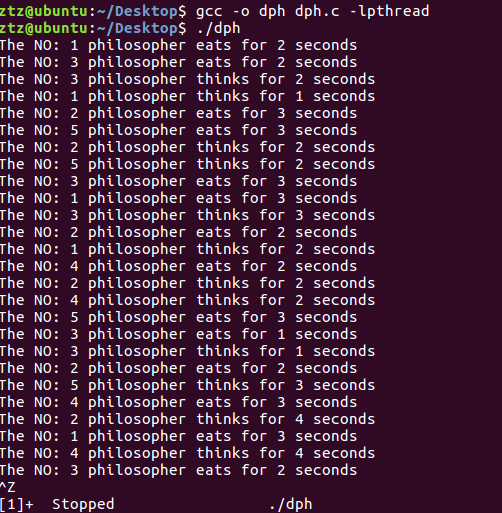 ztz@ubuntu:~/Desktop$ gcc -o dph dph.c -lpthread
ztz@ubuntu:~/Desktop$ ./dph
The NO: 1 philosopher eats for 2 seconds
The NO: 3 philosopher eats for 2 seconds
The NO: 3 philosopher thinks for 2 seconds
The NO: 1 philosopher thinks for 1 seconds
The NO: 2 philosopher eats for 3 seconds
The NO: 5 philosopher eats for 3 seconds
The NO: 2 philosopher thinks for 2 seconds
The NO: 5 philosopher thinks for 2 seconds
The NO: 3 philosopher eats for 3 seconds
The NO: 1 philosopher eats for 3 seconds
The NO: 3 philosopher thinks for 3 seconds
The NO: 2 philosopher eats for 2 seconds
The NO: 1 philosopher thinks for 2 seconds
The NO: 4 philosopher eats for 2 seconds
The NO: 2 philosopher thinks for 2 seconds
The NO: 4 philosopher thinks for 2 seconds
The NO: 5 philosopher eats for 3 seconds
The NO: 3 philosopher eats for 1 seconds
The NO: 3 philosopher thinks for 1 seconds
The NO: 2 philosopher eats for 2 seconds
The NO: 5 philosopher thinks for 3 seconds
The NO: 4 philosopher eats for 3 seconds
The NO: 2 philosopher thinks for 4 seconds
The NO: 1 philosopher eats for 3 seconds
The NO: 4 philosopher thinks for 4 seconds
The NO: 3 philosopher eats for 2 seconds
^Z
[1]+  Stopped                 ./dph